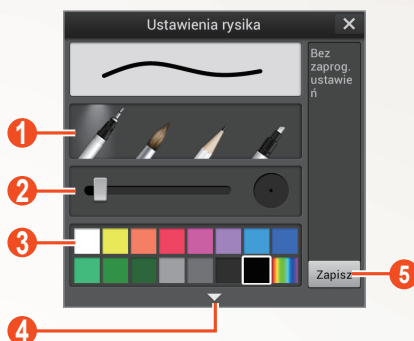 Ustawienia rysika
Bez
zaprog.
ustawie
ń
1
2
3
Zapisz
5
4